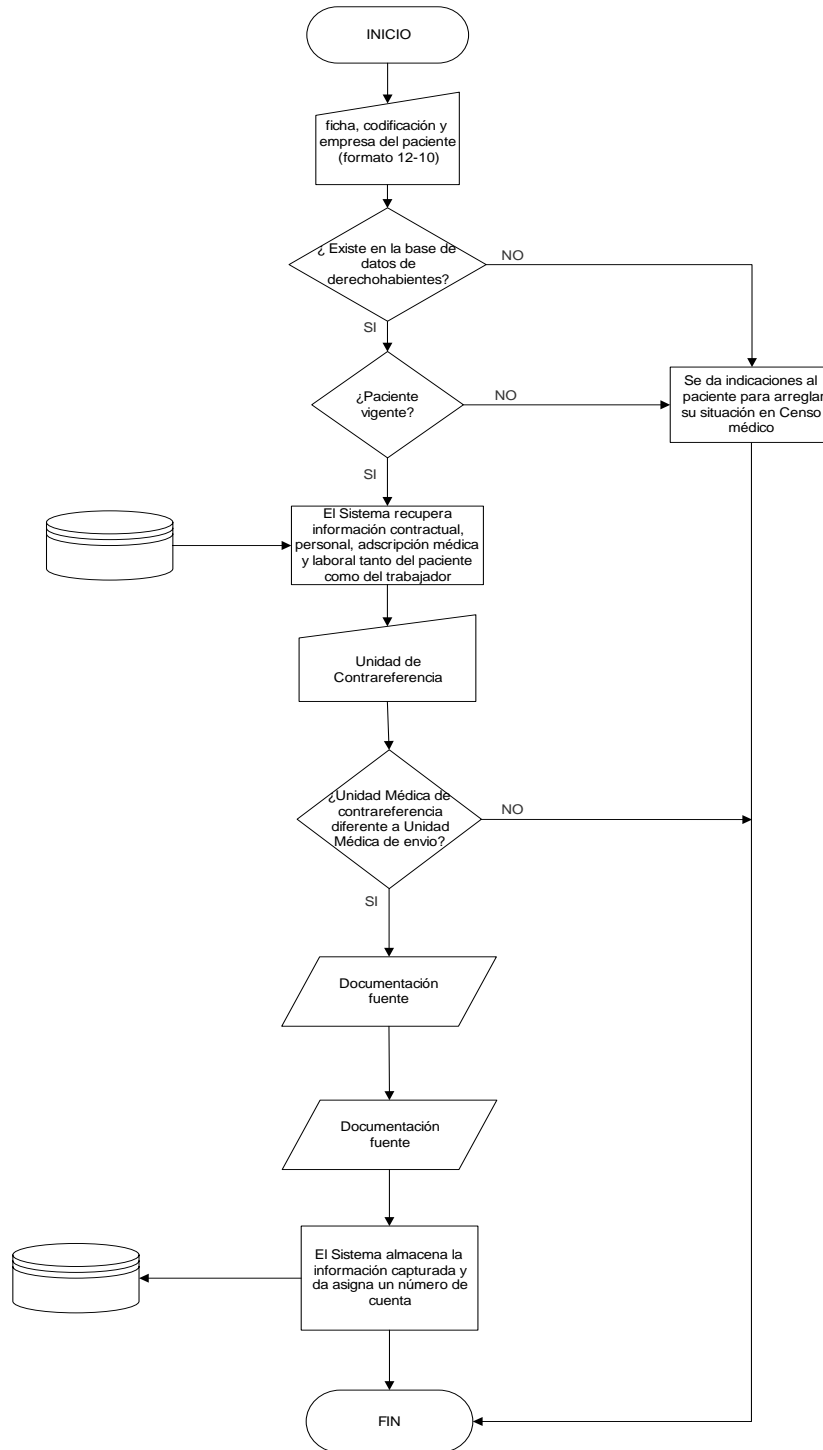 INICIO
ficha, codificación y
empresa del paciente
(formato 12-10)
¿ Existe en la base de
datos de
derechohabientes?
NO
SI
¿Paciente
vigente?
NO
SI
Se da indicaciones al
paciente para arreglar
su situación en Censo
médico
El Sistema recupera
información contractual,
personal, adscripción médica
y laboral tanto del paciente
como del trabajador
Unidad de
Contrareferencia
¿Unidad Médica de
contrareferencia
diferente a Unidad
Médica de envio?
NO
SI
Documentación
fuente
Documentación
fuente
El Sistema almacena la
información capturada y
da asigna un número de
cuenta
FIN